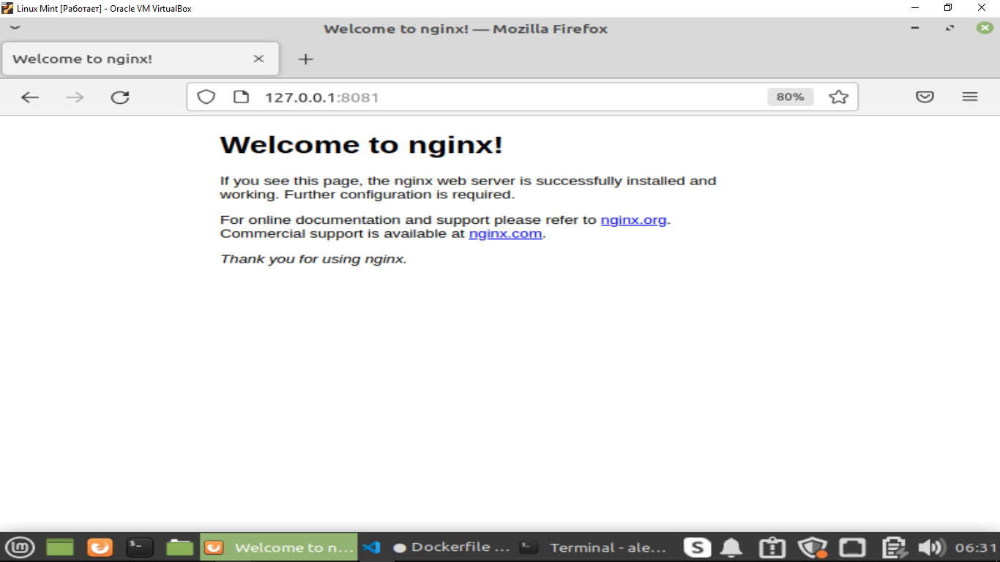 Linux Mint [Работает] - Oracle VM VirtualBox
Welcome to nginx! — Mozilla Firefox
Welcome to nginx!
127.0.0.1:8081
80%
Welcome to nginx!
If you see this page, the nginx web server is successfully installed and
working. Further configuration is required.
For online documentation and support please refer to nginx.org.
Commercial support is available at nginx.com.
Thank you for using nginx.
Welcome to n...
Dockerfile ...
Terminal - ale...
S
06:31